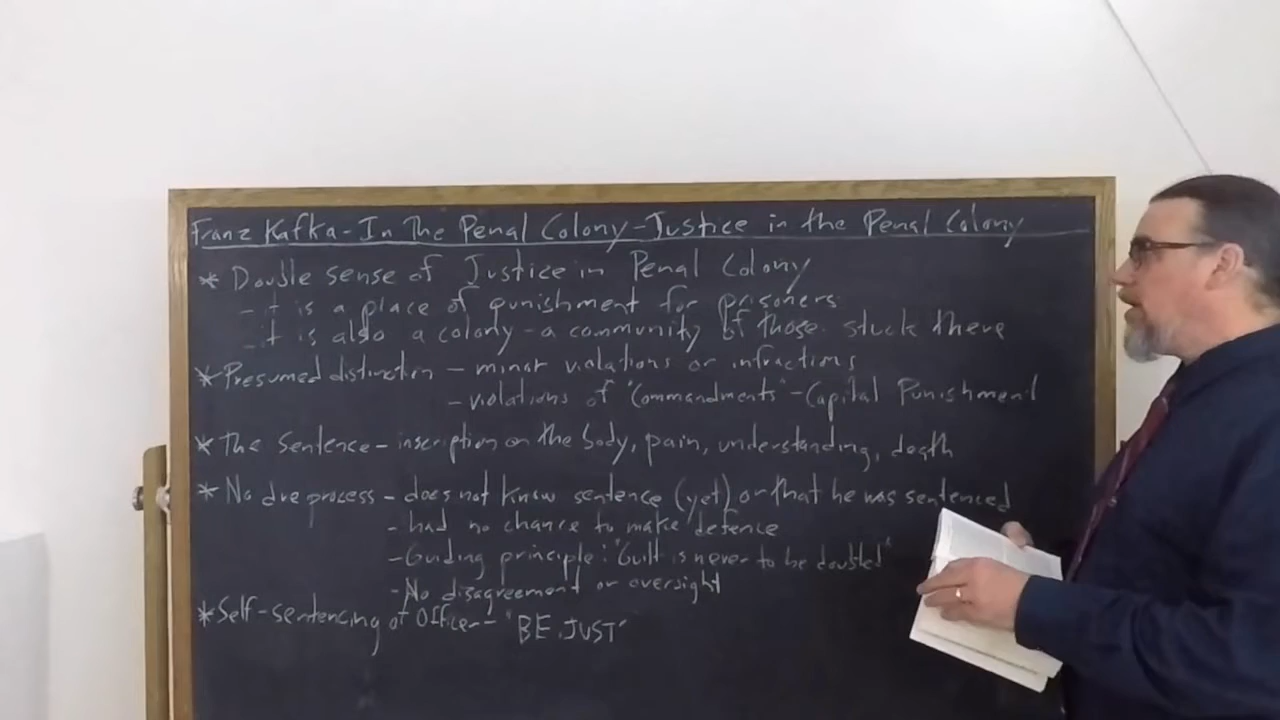 Franz Kafka - In The Penal Colony - Justice in the Penal Colony
* Double sense of Justice in Penal Colony
- it is a place of punishment for prisoners
- it is also a colony - a community of those stuck there
* Presumed distinction - minor violations or infractions
- violations of "Commandments" - Capital Punishment
* The Sentence - inscription on the body, pain, understanding, death
* No due process - does not know sentence (yet) or that he was sentenced
- had no chance to make defence
- Guiding principle: "Guilt is never to be doubted"
- No disagreement or oversight
* Self-sentencing of Officer - "BE JUST"